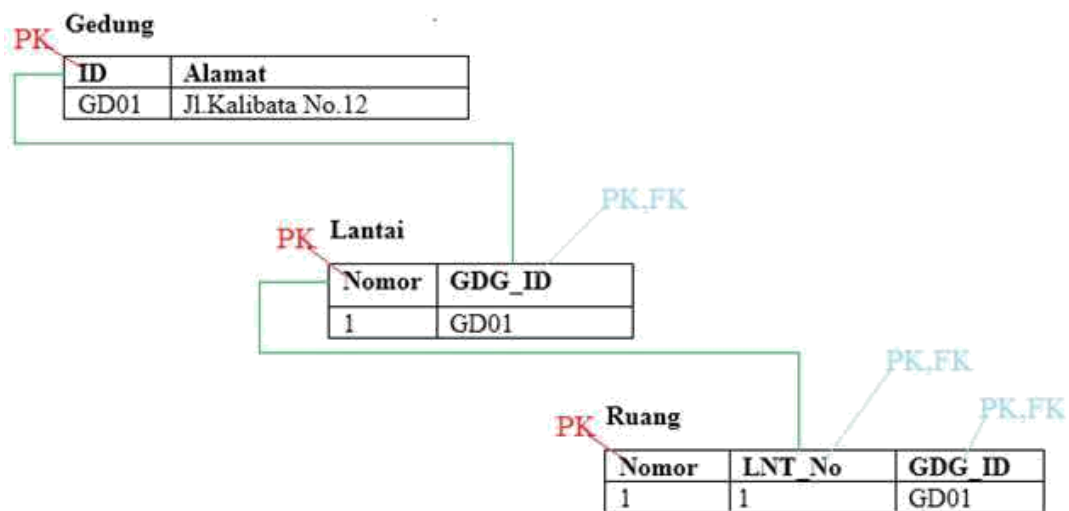 Gedung
PK
ID Alamat
GD01 Jl.Kalibata No.12
PK,FK
Lantai
PK
Nomor GDG_ID
1 GD01
PK,FK
PK,FK
Ruang
PK
Nomor LNT_No GDG_ID
1 1 GD01